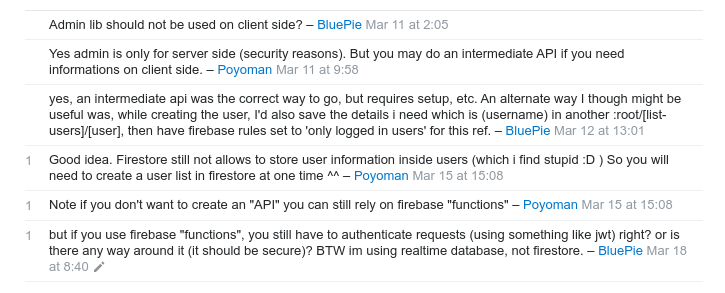 Admin lib should not be used on client side? – BluePie Mar 11 at 2:05
Yes admin is only for server side (security reasons). But you may do an intermediate API if you need
informations on client side. – Poyoman Mar 11 at 9:58
yes, an intermediate api was the correct way to go, but requires setup, etc. An alternate way I though might be
useful was, while creating the user, I'd also save the details i need which is (username) in another :root/[list-
users]/[user], then have firebase rules set to 'only logged in users' for this ref. – BluePie Mar 12 at 13:01
1 Good idea. Firestore still not allows to store user information inside users (which i find stupid :D ) So you will
need to create a user list in firestore at one time ^^ – Poyoman Mar 15 at 15:08
1 Note if you don't want to create an "API" you can still rely on firebase "functions" – Poyoman Mar 15 at 15:08
1 but if you use firebase "functions", you still have to authenticate requests (using something like jwt) right? or is
there any way around it (it should be secure)? BTW im using realtime database, not firestore. – BluePie Mar 18
at 8:40